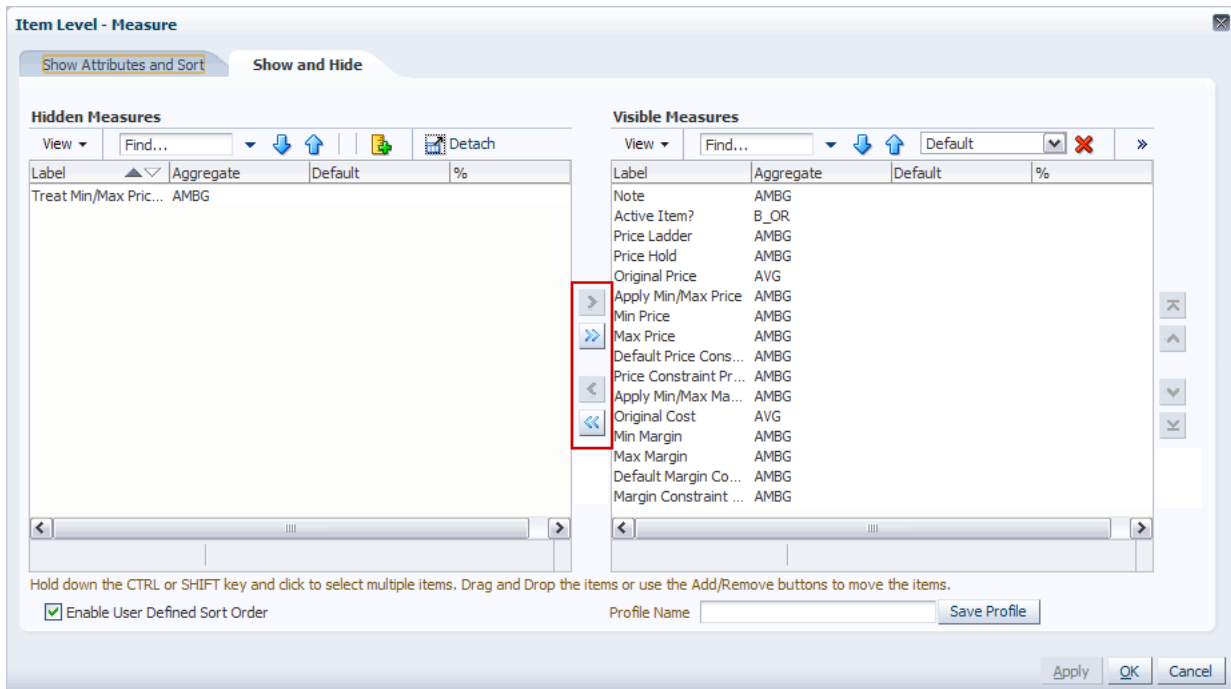 Item Level - Measure
Show Attributes and Sort Show and Hide
Hidden Measures
View Find... Detach
Label Aggregate Default %
Treat Min/Max Pric... AMBG
Visible Measures
View Find... Default »
Label Aggregate Default %
Note AMBG
Active Item? B_OR
Price Ladder AMBG
Price Hold AMBG
Original Price AVG
Apply Min/Max Price AMBG
Min Price AMBG
Max Price AMBG
Default Price Cons... AMBG
Price Constraint Pr... AMBG
Apply Min/Max Ma... AMBG
Original Cost AVG
Min Margin AMBG
Max Margin AMBG
Default Margin Co... AMBG
Margin Constraint ... AMBG
Hold down the CTRL or SHIFT key and click to select multiple items. Drag and Drop the items or use the Add/Remove buttons to move the items.
Enable User Defined Sort Order
Profile Name Save Profile
Apply OK Cancel